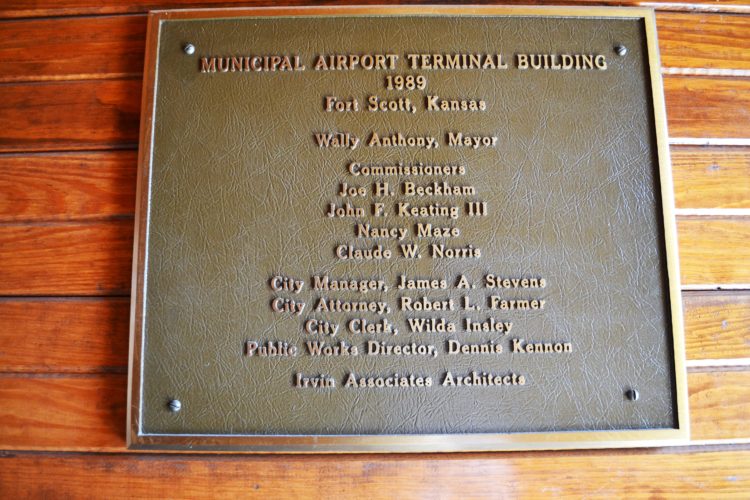 MUNICIPAL AIRPORT TERMINAL BUILDING
1989
Fort Scott, Kansas
Wally Anthony, Mayor
Commissioners
Joe H. Beckham
John F. Keating III
Nancy Maze
Claude W. Norris
City Manager, James A. Stevens
City Attorney, Robert L. Farmer
City Clerk, Wilda Insley
Public Works Director, Dennis Kennon
Irvin Associates Architects